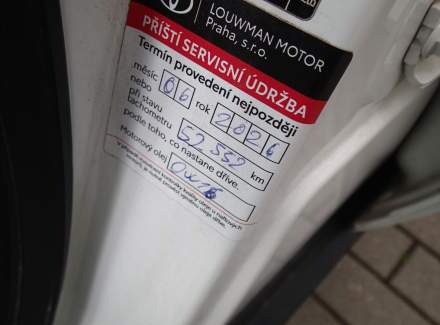 LOUWMAN MOTOR
Praha, s.r.o.
PŘÍŠTÍ SERVISNÍ ÚDRŽBA
Termín provedení nejpozději
měsíc 06 rok 2026
nebo
při stavu
tachometru 52 552 km
podle toho, co nastane dříve.
Motorový olej 0W16